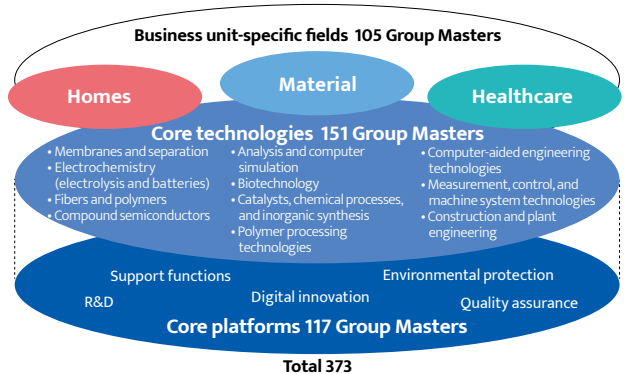 Business unit-specific fields 105 Group Masters
Homes
Material
Healthcare
Core technologies 151 Group Masters
• Membranes and separation
• Electrochemistry
(electrolysis and batteries)
• Fibers and polymers
• Compound semiconductors
• Analysis and computer
simulation
• Biotechnology
• Catalysts, chemical processes,
and inorganic synthesis
• Polymer processing
technologies
• Computer-aided engineering
technologies
• Measurement, control, and
machine system technologies
• Construction and plant
engineering
Support functions
Environmental protection
R&D
Digital innovation
Quality assurance
Core platforms 117 Group Masters
Total 373